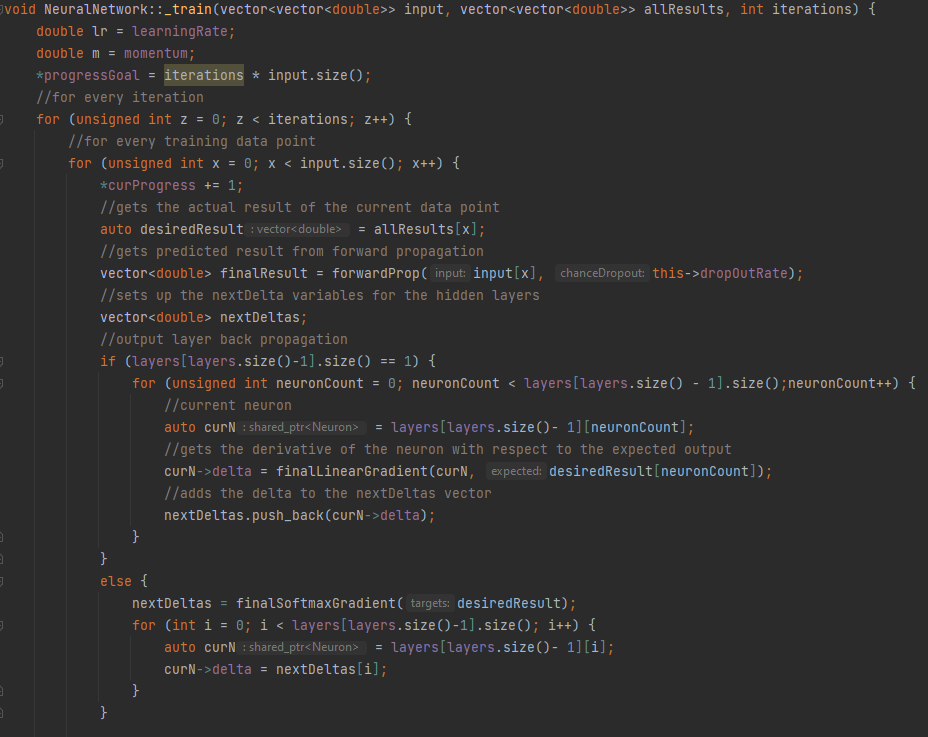 void NeuralNetwork::_train(vector<vector<double>> input, vector<vector<double>> allResults, int iterations) {
double lr = learningRate;
double m = momentum;
*progressGoal = iterations * input.size();
//for every iteration
for (unsigned int z = 0; z < iterations; z++) {
//for every training data point
for (unsigned int x = 0; x < input.size(); x++) {
*curProgress += 1;
//gets the actual result of the current data point
auto desiredResult : vector<double> = allResults[x];
//gets predicted result from forward propagation
vector<double> finalResult = forwardProp( input: input[x], chanceDropout: this->dropOutRate);
//sets up the nextDelta variables for the hidden layers
vector<double> nextDeltas;
//output layer back propagation
if (layers[layers.size()-1].size() == 1) {
for (unsigned int neuronCount = 0; neuronCount < layers[layers.size() - 1].size();neuronCount++) {
//current neuron
auto curN : shared_ptr<Neuron> = layers[layers.size()- 1][neuronCount];
//gets the derivative of the neuron with respect to the expected output
curN->delta = finalLinearGradient(curN, expected: desiredResult[neuronCount]);
//adds the delta to the nextDeltas vector
nextDeltas.push_back(curN->delta);
}
}
else {
nextDeltas = finalSoftmaxGradient( targets: desiredResult);
for (int i = 0; i < layers[layers.size()-1].size(); i++) {
auto curN : shared_ptr<Neuron> = layers[layers.size()- 1][i];
curN->delta = nextDeltas[i];
}
}